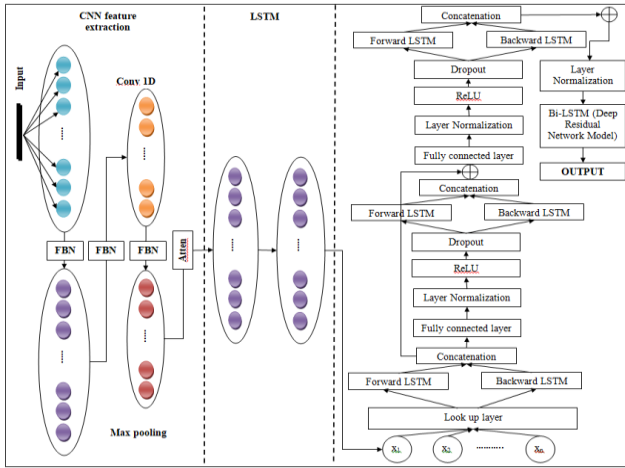 CNN feature
extraction
Input
Conv 1D
FBN
FBN
FBN
Atten
Max pooling
LSTM
Concatenation
Forward LSTM
Backward LSTM
Dropout
ReLU
Layer Normalization
Fully connected layer
Concatenation
Forward LSTM
Backward LSTM
Dropout
ReLU
Layer Normalization
Fully connected layer
Concatenation
Forward LSTM
Backward LSTM
Look up layer
X1
X2
............
Xn
Layer
Normalization
Bi-LSTM (Deep
Residual
Network Model)
OUTPUT